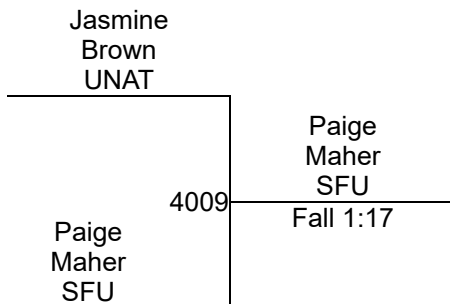 Jasmine
Brown
UNAT
Paige
Maher
SFU
4009
Fall 1:17
Paige
Maher
SFU